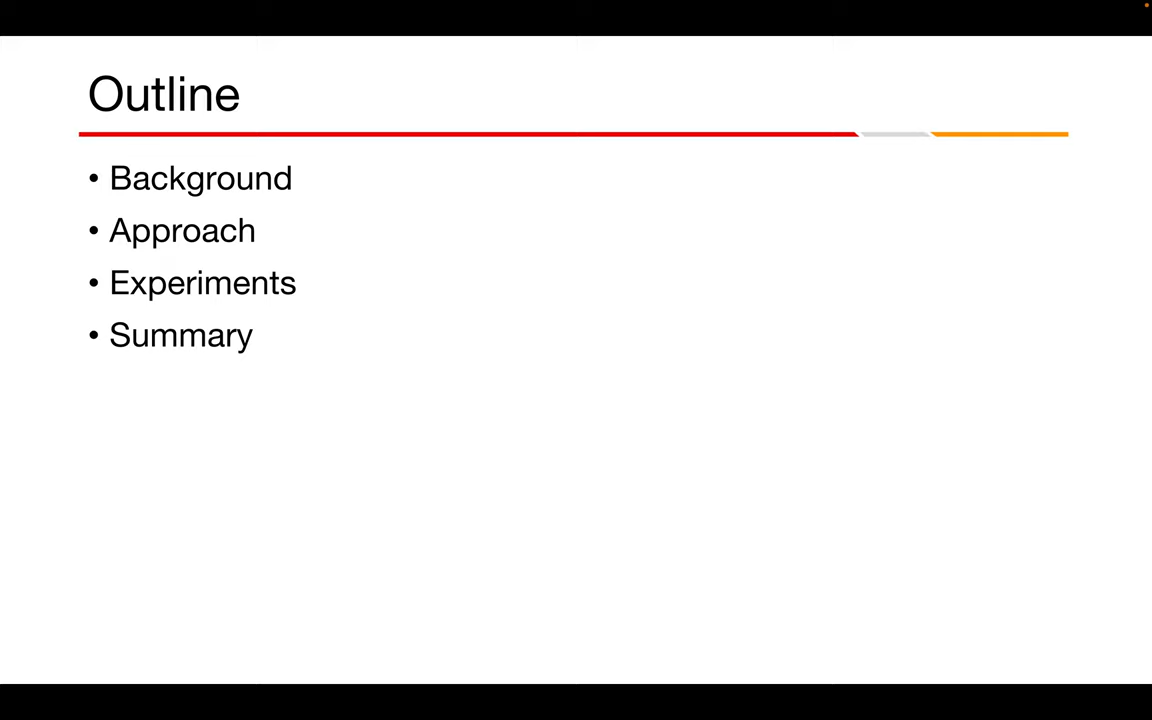 Outline
• Background
• Approach
• Experiments
• Summary